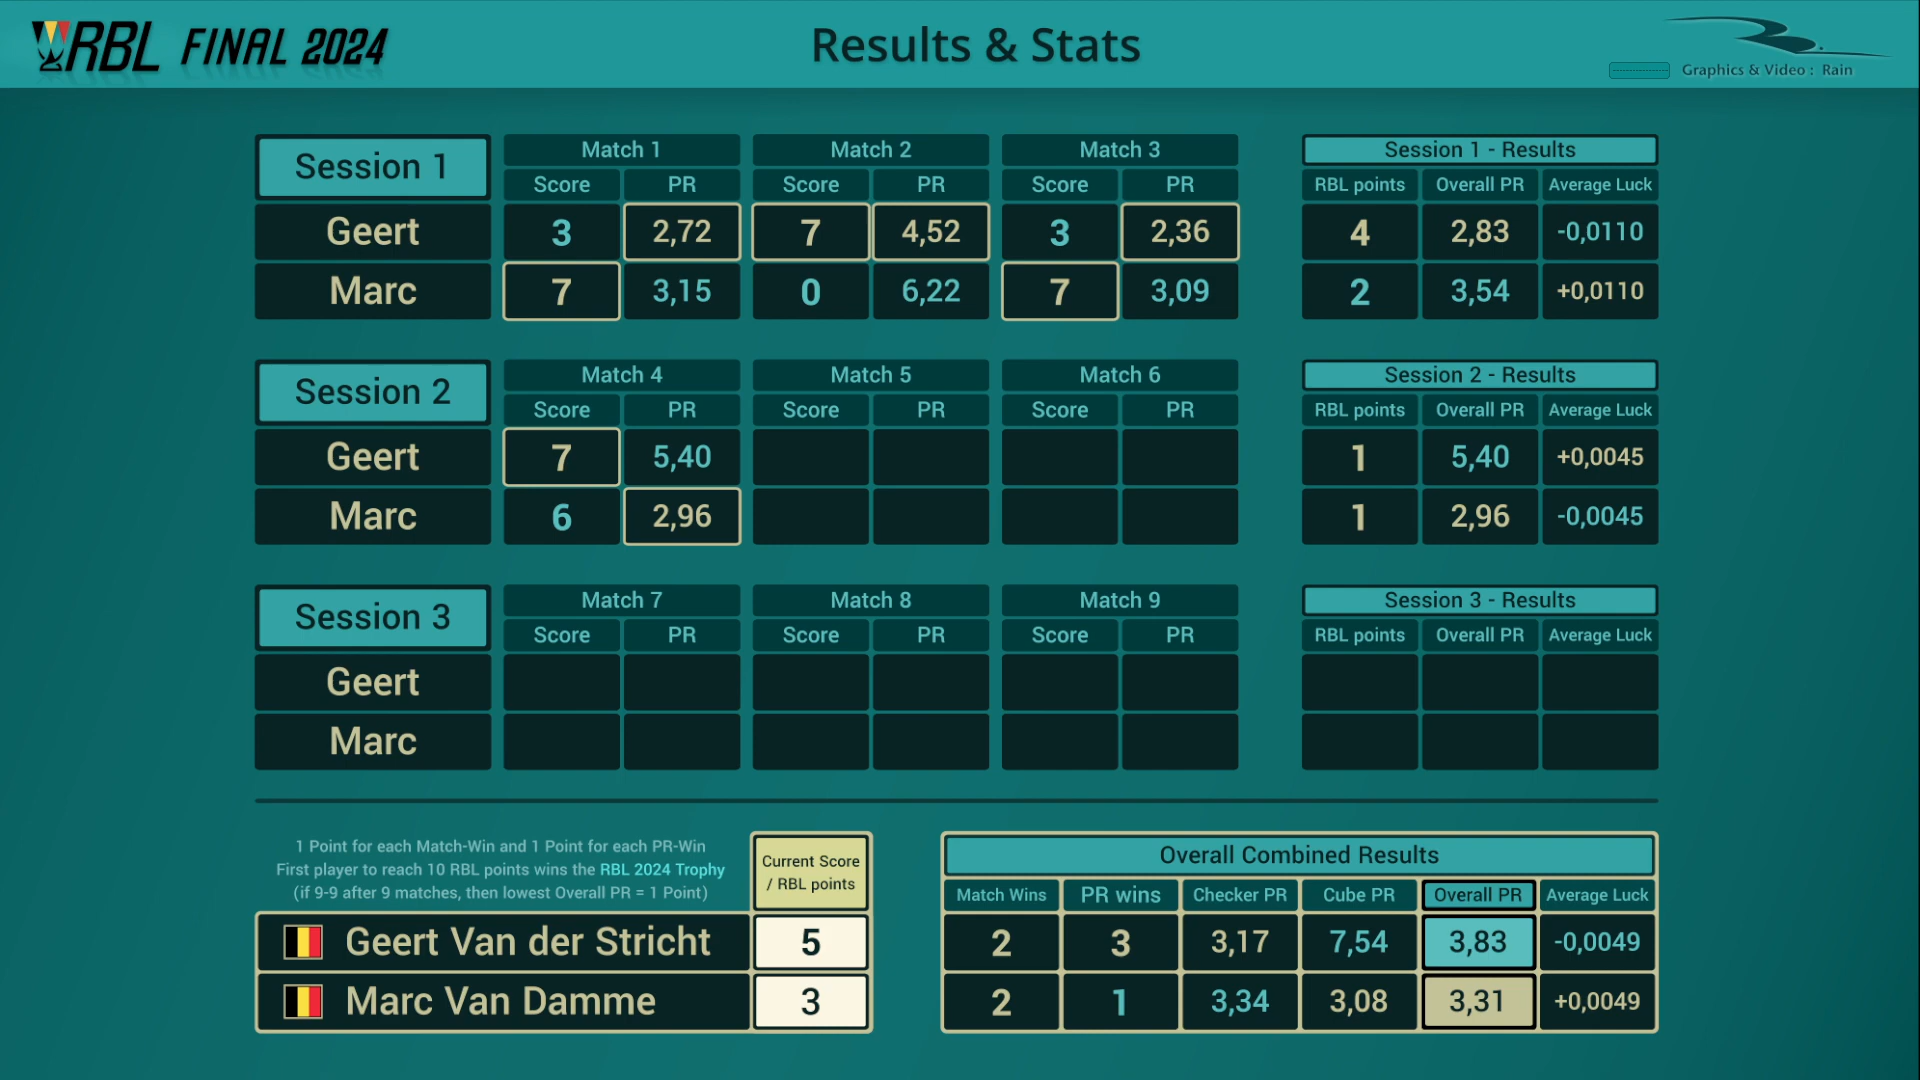 RBL FINAL 2024
Results & Stats
Graphics & Video : Rain
Session 1
Match 1 Match 2 Match 3
Session 1 - Results
Score PR Score PR Score PR
RBL points Overall PR Average Luck
Geert 3 2,72 7 4,52 3 2,36 4 2,83 -0,0110
Marc 7 3,15 0 6,22 7 3,09 2 3,54 +0,0110
Session 2
Match 4 Match 5 Match 6
Session 2 - Results
Score PR Score PR Score PR
RBL points Overall PR Average Luck
Geert 7 5,40 1 5,40 +0,0045
Marc 6 2,96 1 2,96 -0,0045
Session 3
Match 7 Match 8 Match 9
Session 3 - Results
Score PR Score PR Score PR
RBL points Overall PR Average Luck
Geert
Marc
1 Point for each Match-Win and 1 Point for each PR-Win
First player to reach 10 RBL points wins the RBL 2024 Trophy
(if 9-9 after 9 matches, then lowest Overall PR = 1 Point)
Current Score
/ RBL points
Geert Van der Stricht 5
Marc Van Damme 3
Overall Combined Results
Match Wins PR wins Checker PR Cube PR Overall PR Average Luck
2 3 3,17 7,54 3,83 -0,0049
2 1 3,34 3,08 3,31 +0,0049